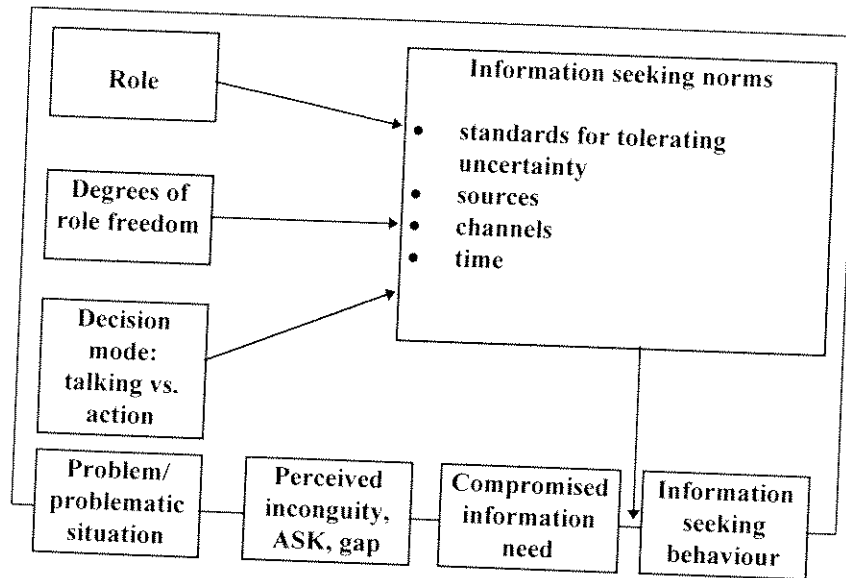 Role
Information seeking norms
• standards for tolerating
uncertainty
• sources
• channels
• time
Degrees of
role freedom
Decision
mode:
talking vs.
action
Problem/
problematic
situation
Perceived
inconguity,
ASK, gap
Compromised
information
need
Information
seeking
behaviour